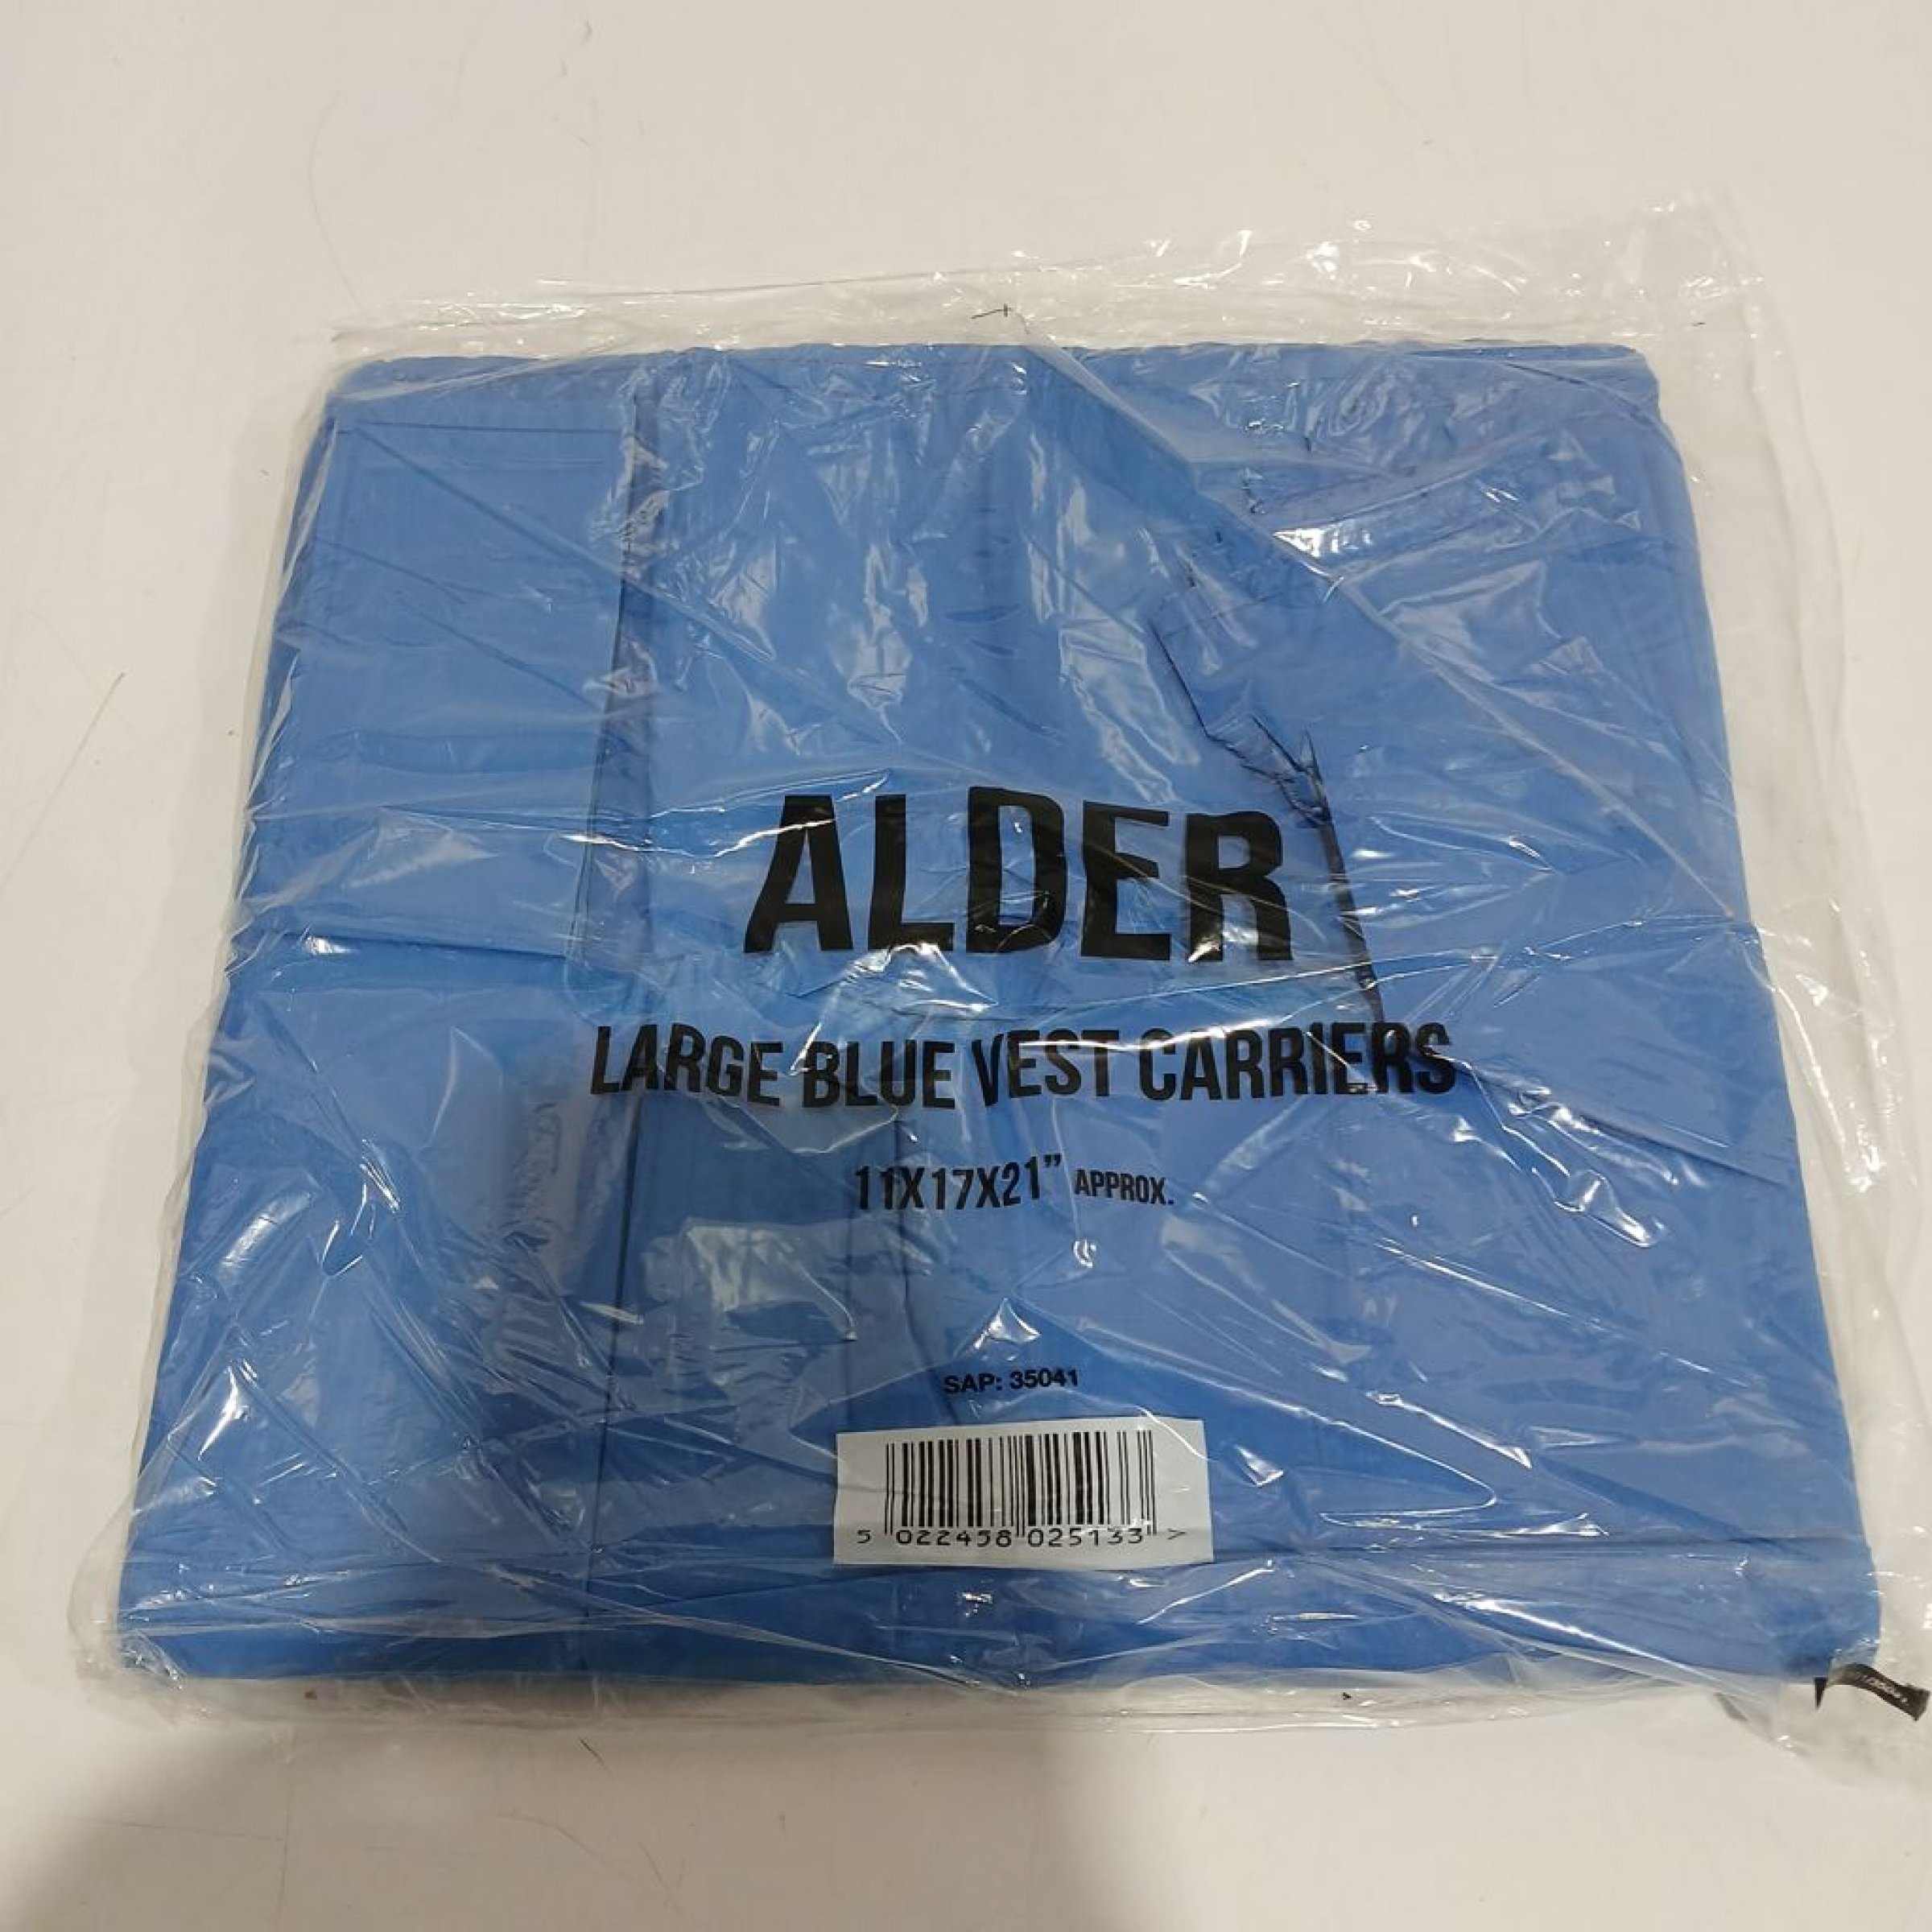 ALDER
LARGE BLUE VEST CARRIERS
11X17X21” APPROX.
SAP: 35041
5 022458 025133 >